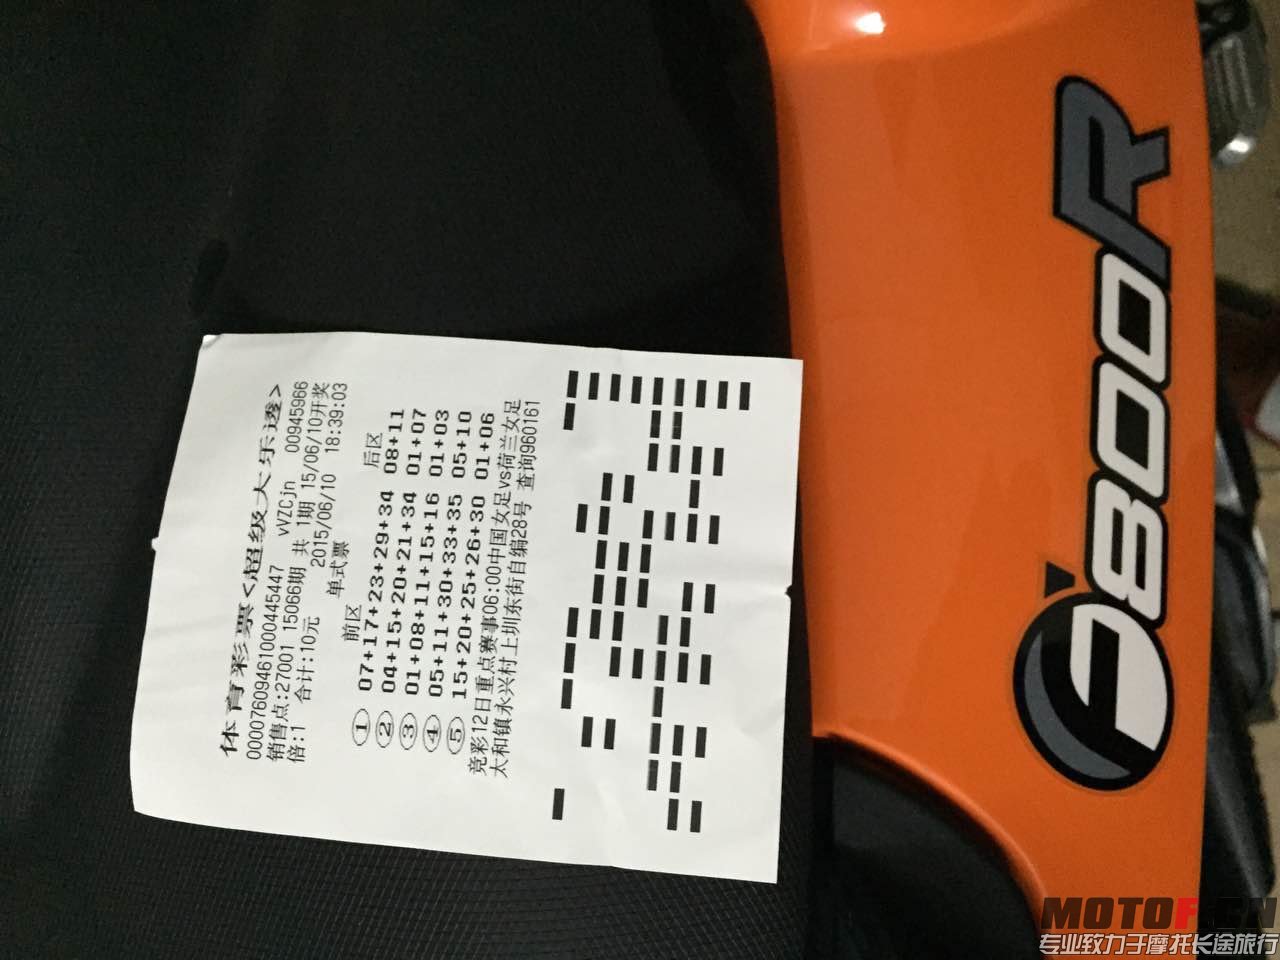 体育彩票<超级大乐透>
000076094610004454​47 vVZCjn 00945966
销售点:27001 15066期 共 1期 15/06/10开奖
倍:1 合计:10元 2015/06/10 18:39:03
单式票
前区 后区
① 07+17+23+29+34 08+11
② 04+15+20+21+34 01+07
③ 01+08+11+15+16 01+03
④ 05+11+30+33+35 05+10
⑤ 15+20+25+26+30 01+06
竞彩12日重点赛事06:00中国女足vs荷兰女足
太和镇永兴村上圳东街自编28号 查询960161
F800R
MOTOF.CN
专业致力于摩托长途旅行